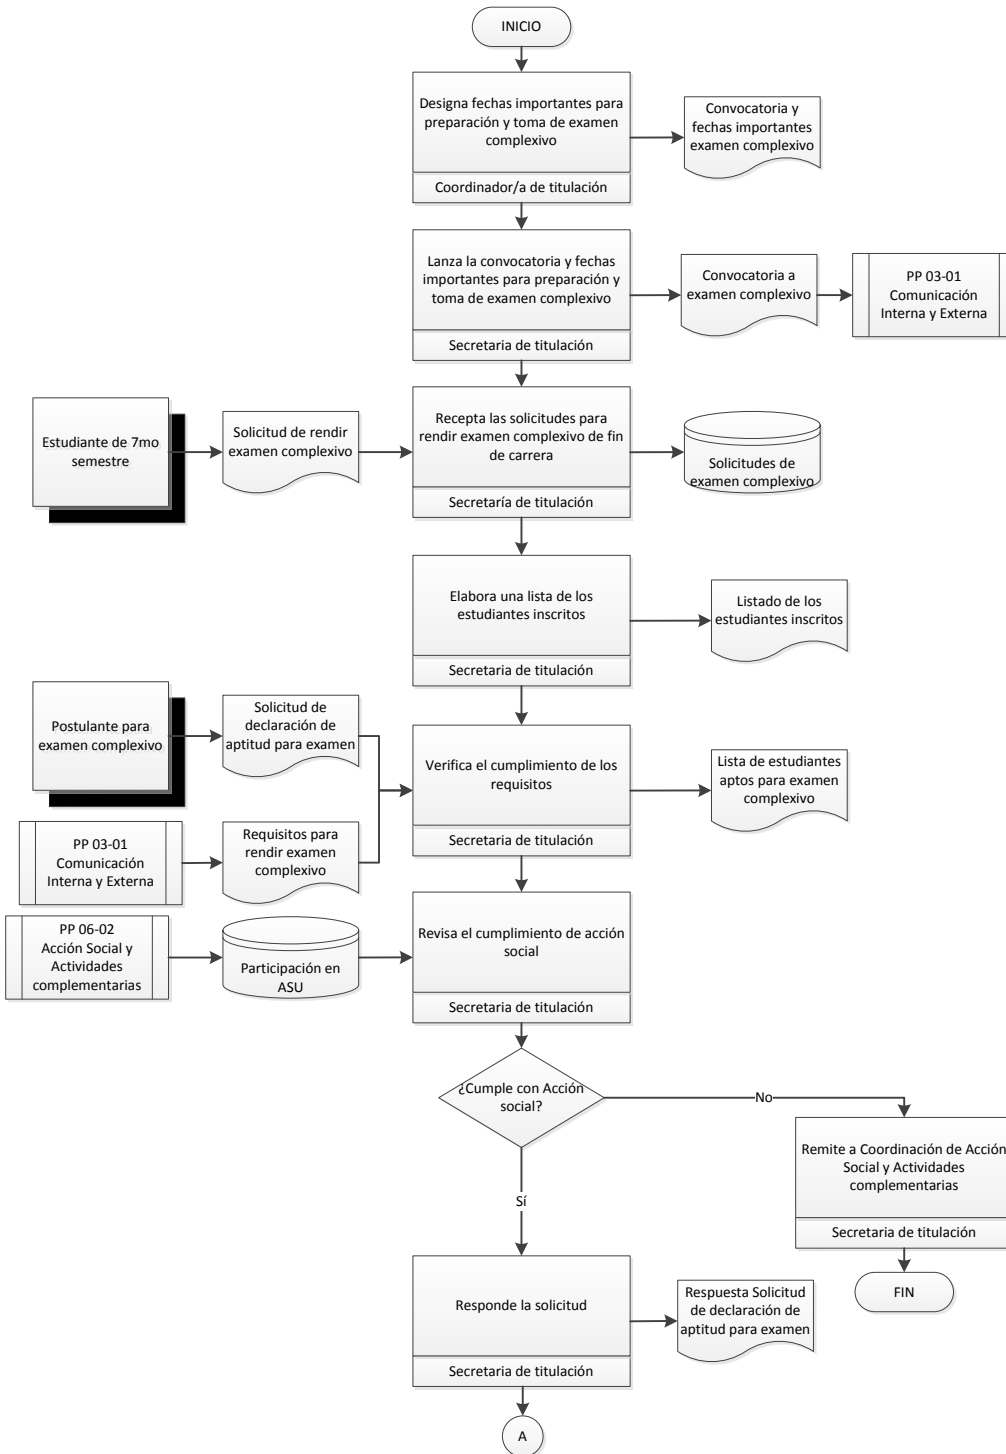 INICIO
Designa fechas importantes para
preparación y toma de examen
complexivo
Coordinador/a de titulación
Convocatoria y
fechas importantes
examen complexivo
Lanza la convocatoria y fechas
importantes para preparación y
toma de examen complexivo
Secretaria de titulación
Convocatoria a
examen complexivo
PP 03-01
Comunicación
Interna y Externa
Estudiante de 7mo
semestre
Solicitud de rendir
examen complexivo
Recepta las solicitudes para
rendir examen complexivo de fin
de carrera
Secretaría de titulación
Solicitudes de
examen complexivo
Elabora una lista de los
estudiantes inscritos
Secretaria de titulación
Listado de los
estudiantes inscritos
Postulante para
examen complexivo
Solicitud de
declaración de
aptitud para examen
Verifica el cumplimiento de los
requisitos
Secretaria de titulación
Lista de estudiantes
aptos para examen
complexivo
PP 03-01
Comunicación
Interna y Externa
Requisitos para
rendir examen
complexivo
PP 06-02
Acción Social y
Actividades
complementarias
Participación en
ASU
Revisa el cumplimiento de acción
social
Secretaria de titulación
¿Cumple con Acción
social?
No
Sí
Remite a Coordinación de Acción
Social y Actividades
complementarias
Secretaria de titulación
FIN
Responde la solicitud
Secretaria de titulación
Respuesta Solicitud
de declaración de
aptitud para examen
A